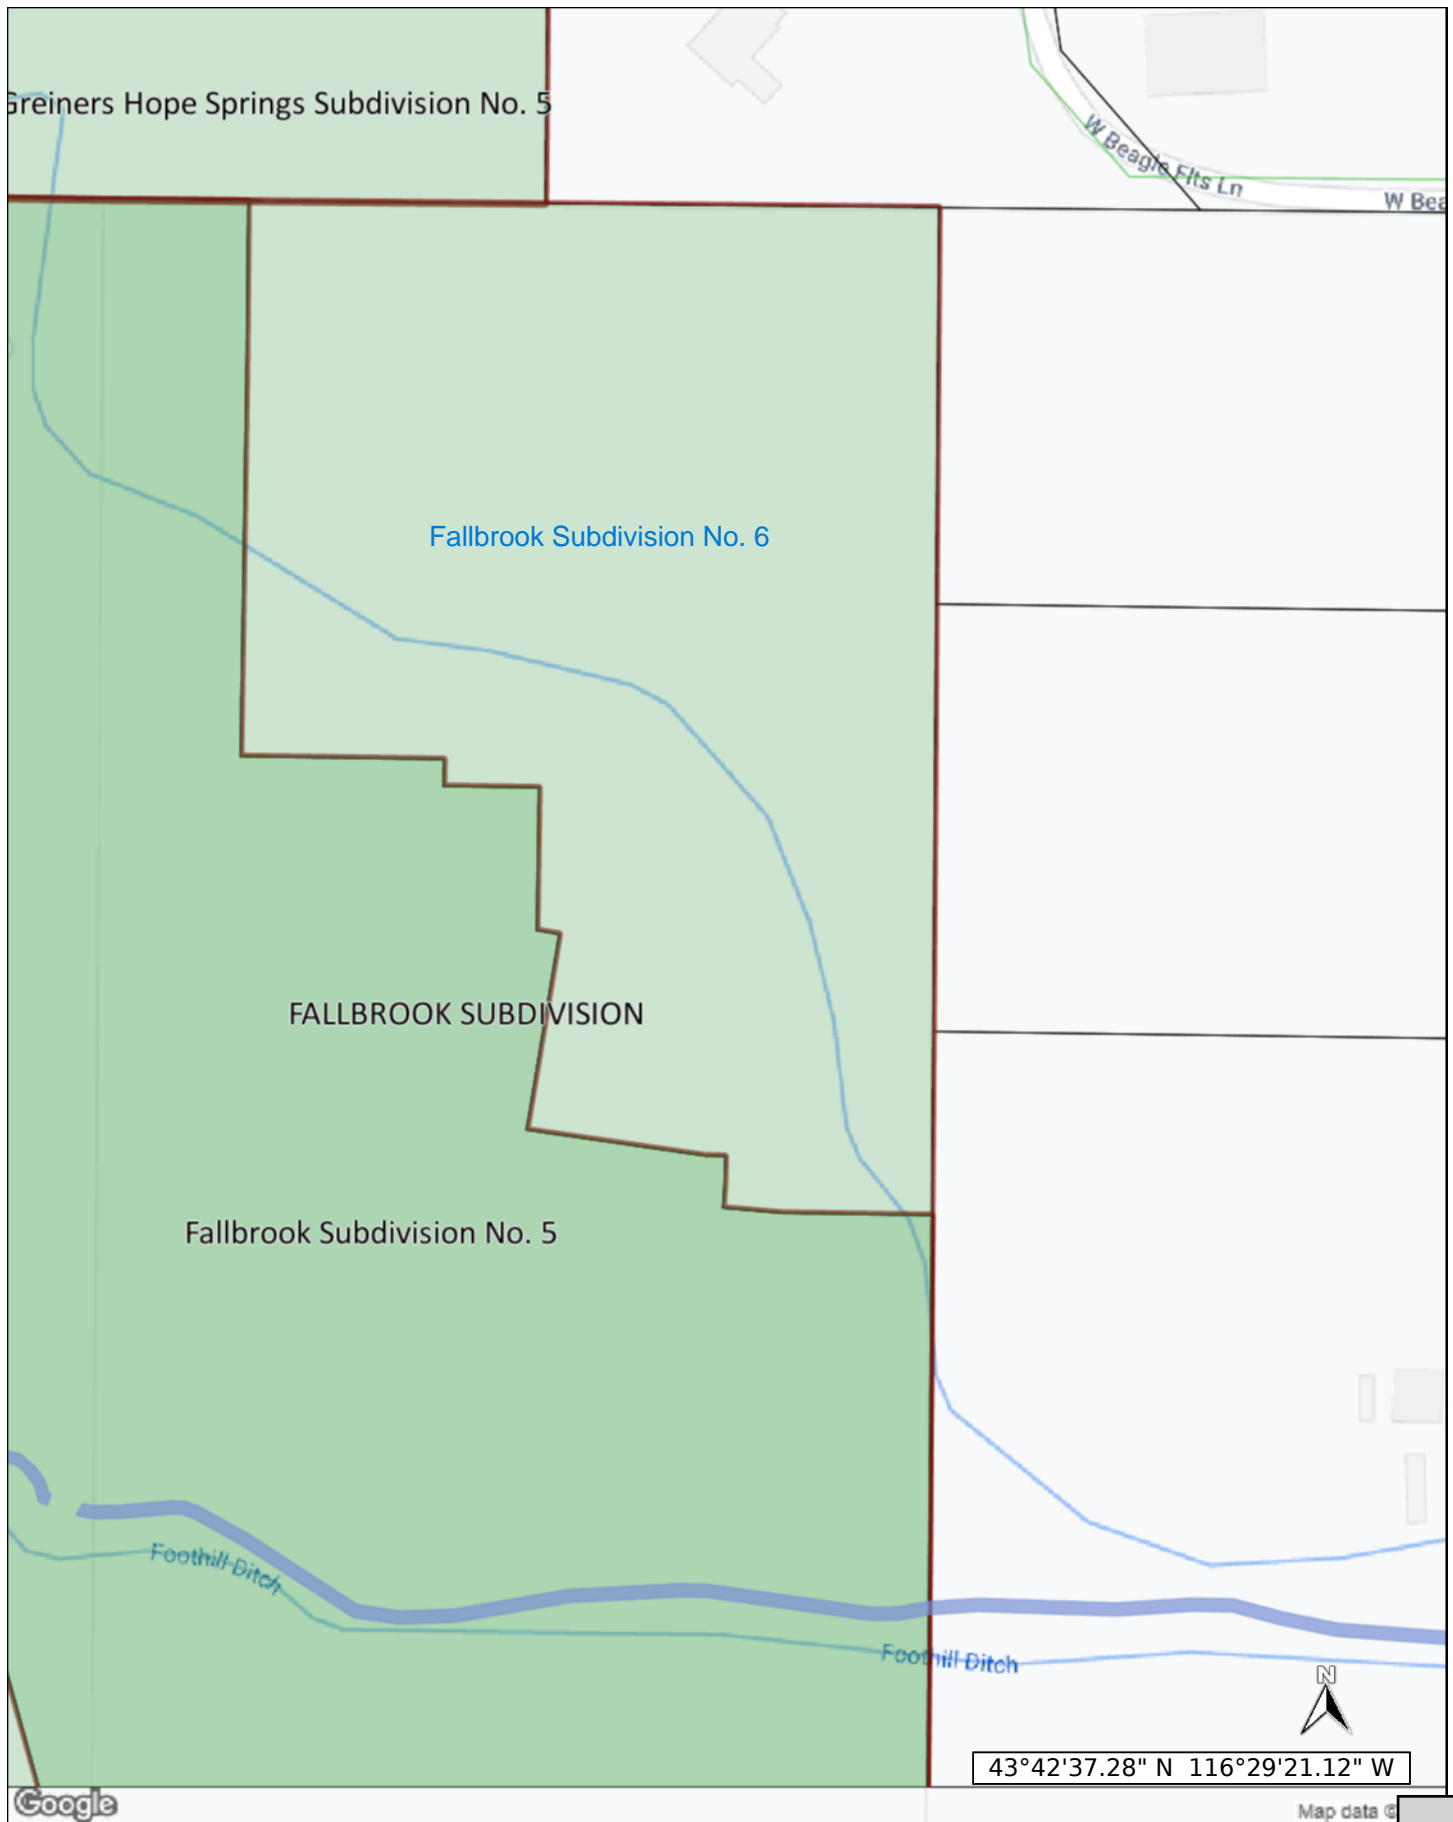 Greiners Hope Springs Subdivision No. 5
W Beagle Flts Ln
W Bea
Fallbrook Subdivision No. 6
FALLBROOK SUBDIVISION
Fallbrook Subdivision No. 5
Foothill Ditch
Foothill Ditch
N
43°42'37.28" N 116°29'21.12" W
Google
Map data ©